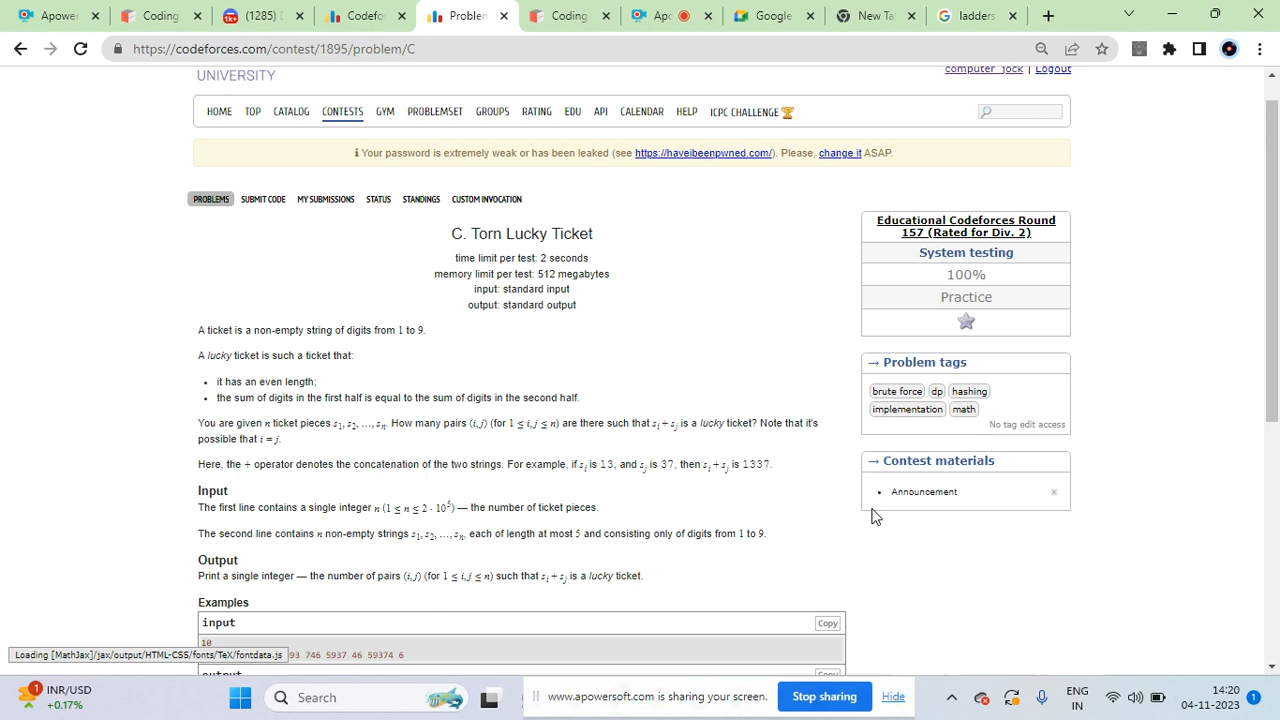 Apower
Coding
(1285) D
Codefo
Problem
Coding
Apo
Google
New Ta
ladders
https://codeforces.com/contest/1895/problem/C
UNIVERSITY
computer_jock | Logout
HOME TOP CATALOG CONTESTS GYM PROBLEMSET GROUPS RATING EDU API CALENDAR HELP ICPC CHALLENGE
Your password is extremely weak or has been leaked (see https://haveibeenpwned.com/). Please, change it ASAP.
PROBLEMS SUBMIT CODE MY SUBMISSIONS STATUS STANDINGS CUSTOM INVOCATION
C. Torn Lucky Ticket
time limit per test: 2 seconds
memory limit per test: 512 megabytes
input: standard input
output: standard output
A ticket is a non-empty string of digits from 1 to 9.
A lucky ticket is such a ticket that:
• it has an even length;
• the sum of digits in the first half is equal to the sum of digits in the second half.
You are given n ticket pieces s₁, s₂, …, sₙ. How many pairs (i, j) (for 1 ≤ i, j ≤ n) are there such that sᵢ + sⱼ is a lucky ticket? Note that it's
possible that i = j.
Here, the + operator denotes the concatenation of the two strings. For example, if sᵢ is 13, and sⱼ is 37, then sᵢ + sⱼ is 1337.
Input
The first line contains a single integer n (1 ≤ n ≤ 2 · 10⁵) — the number of ticket pieces.
The second line contains n non-empty strings s₁, s₂, …, sₙ, each of length at most 5 and consisting only of digits from 1 to 9.
Output
Print a single integer — the number of pairs (i, j) (for 1 ≤ i, j ≤ n) such that sᵢ + sⱼ is a lucky ticket.
Examples
input
Copy
10
93 746 5937 46 59374 6
output
Copy
Educational Codeforces Round
157 (Rated for Div. 2)
System testing
100%
Practice
→ Problem tags
brute force dp hashing
implementation math
No tag edit access
→ Contest materials
• Announcement
Loading [MathJax]/jax/output/HTML-CSS/fonts/TeX/fontdata.js
1
INR/USD
+0.17%
Search
www.apowersoft.com is sharing your screen.
Stop sharing
Hide
ENG
IN
14:20
04-11-2023
1